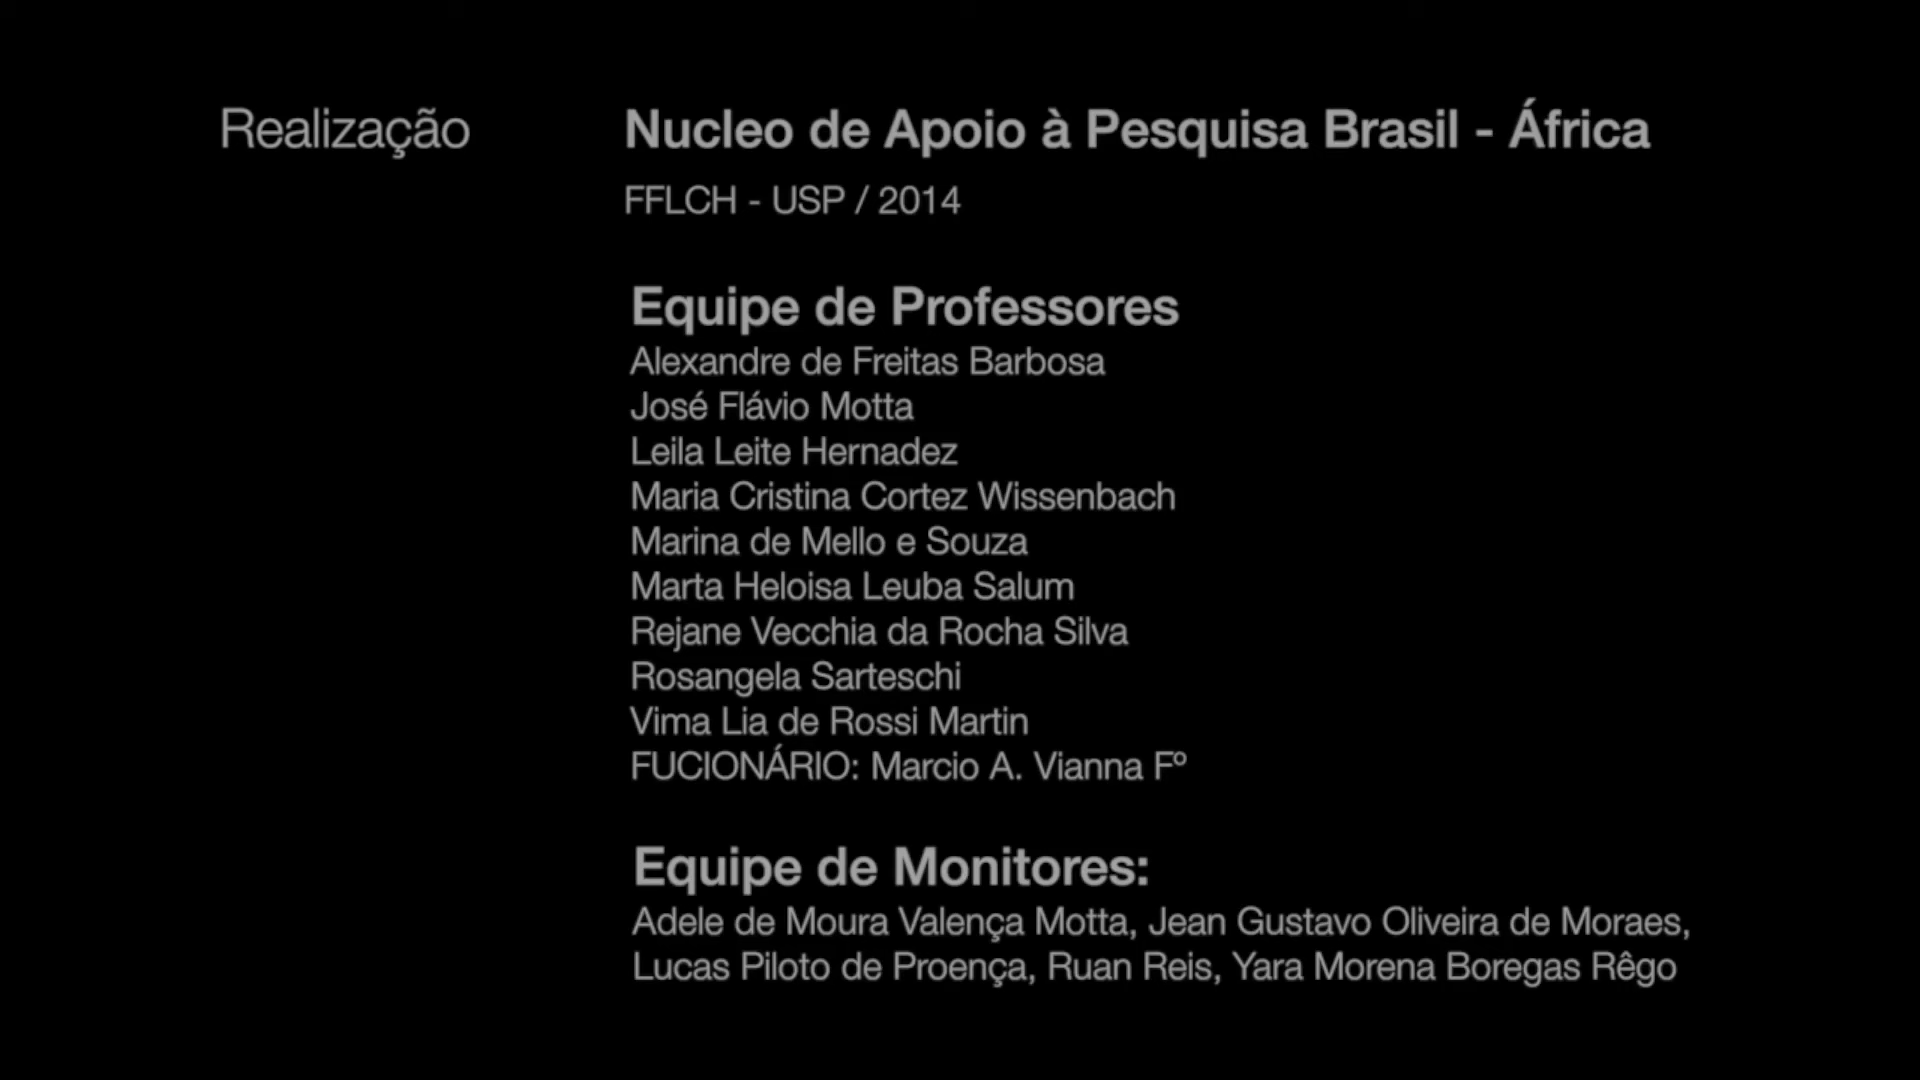 Realização
Nucleo de Apoio à Pesquisa Brasil - África
FFLCH - USP / 2014
Equipe de Professores
Alexandre de Freitas Barbosa
José Flávio Motta
Leila Leite Hernadez
Maria Cristina Cortez Wissenbach
Marina de Mello e Souza
Marta Heloisa Leuba Salum
Rejane Vecchia da Rocha Silva
Rosangela Sarteschi
Vima Lia de Rossi Martin
FUCIONÁRIO: Marcio A. Vianna Fº
Equipe de Monitores:
Adele de Moura Valença Motta, Jean Gustavo Oliveira de Moraes,
Lucas Piloto de Proença, Ruan Reis, Yara Morena Boregas Rêgo